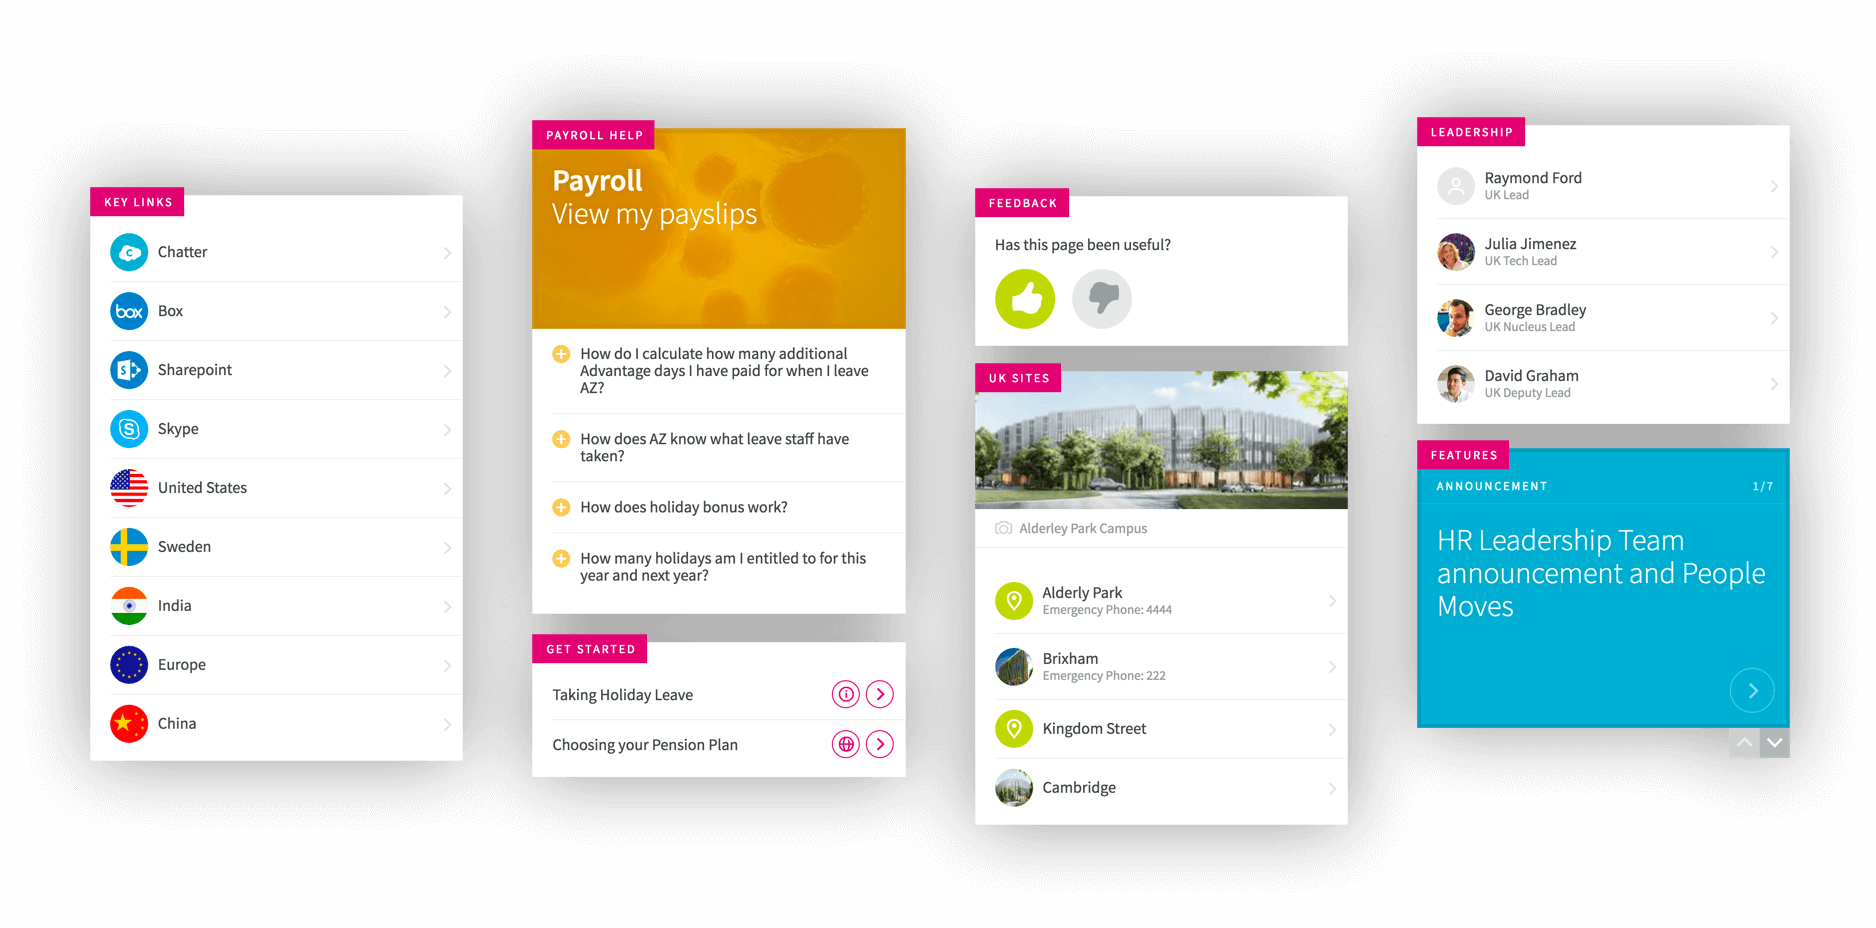 KEY LINKS
Chatter
box
Box
S
Sharepoint
S
Skype
United States
Sweden
India
Europe
China
PAYROLL HELP
Payroll
View my payslips
How do I calculate how many additional
Advantage days I have paid for when I leave
AZ?
How does AZ know what leave staff have
taken?
How does holiday bonus work?
How many holidays am I entitled to for this
year and next year?
GET STARTED
Taking Holiday Leave
Choosing your Pension Plan
FEEDBACK
Has this page been useful?
UK SITES
Alderley Park Campus
Alderly Park
Emergency Phone: 4444
Brixham
Emergency Phone: 222
Kingdom Street
Cambridge
LEADERSHIP
Raymond Ford
UK Lead
Julia Jimenez
UK Tech Lead
George Bradley
UK Nucleus Lead
David Graham
UK Deputy Lead
FEATURES
ANNOUNCEMENT 1/7
HR Leadership Team
announcement and People
Moves